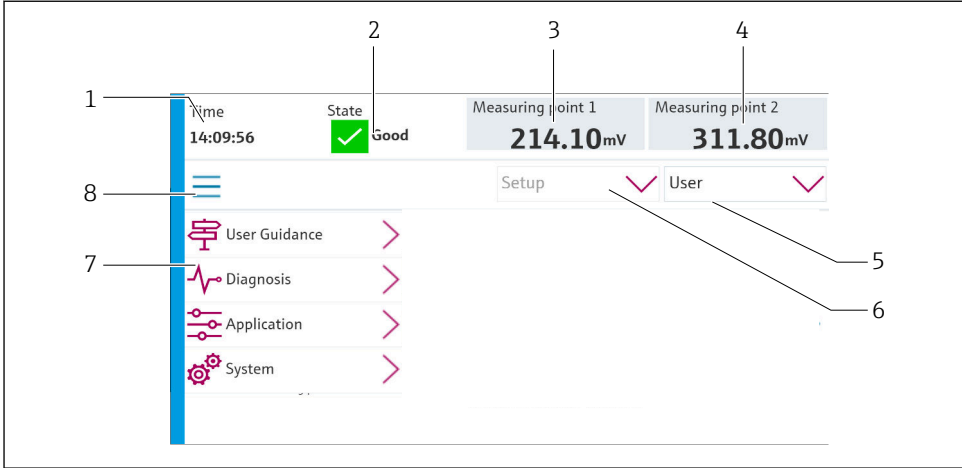 2 3 4
1
Time State Measuring point 1 Measuring point 2
14:09:56 Good 214.10mV 311.80mV
8 Setup User
User Guidance
7 Diagnosis 5
Application 6
System